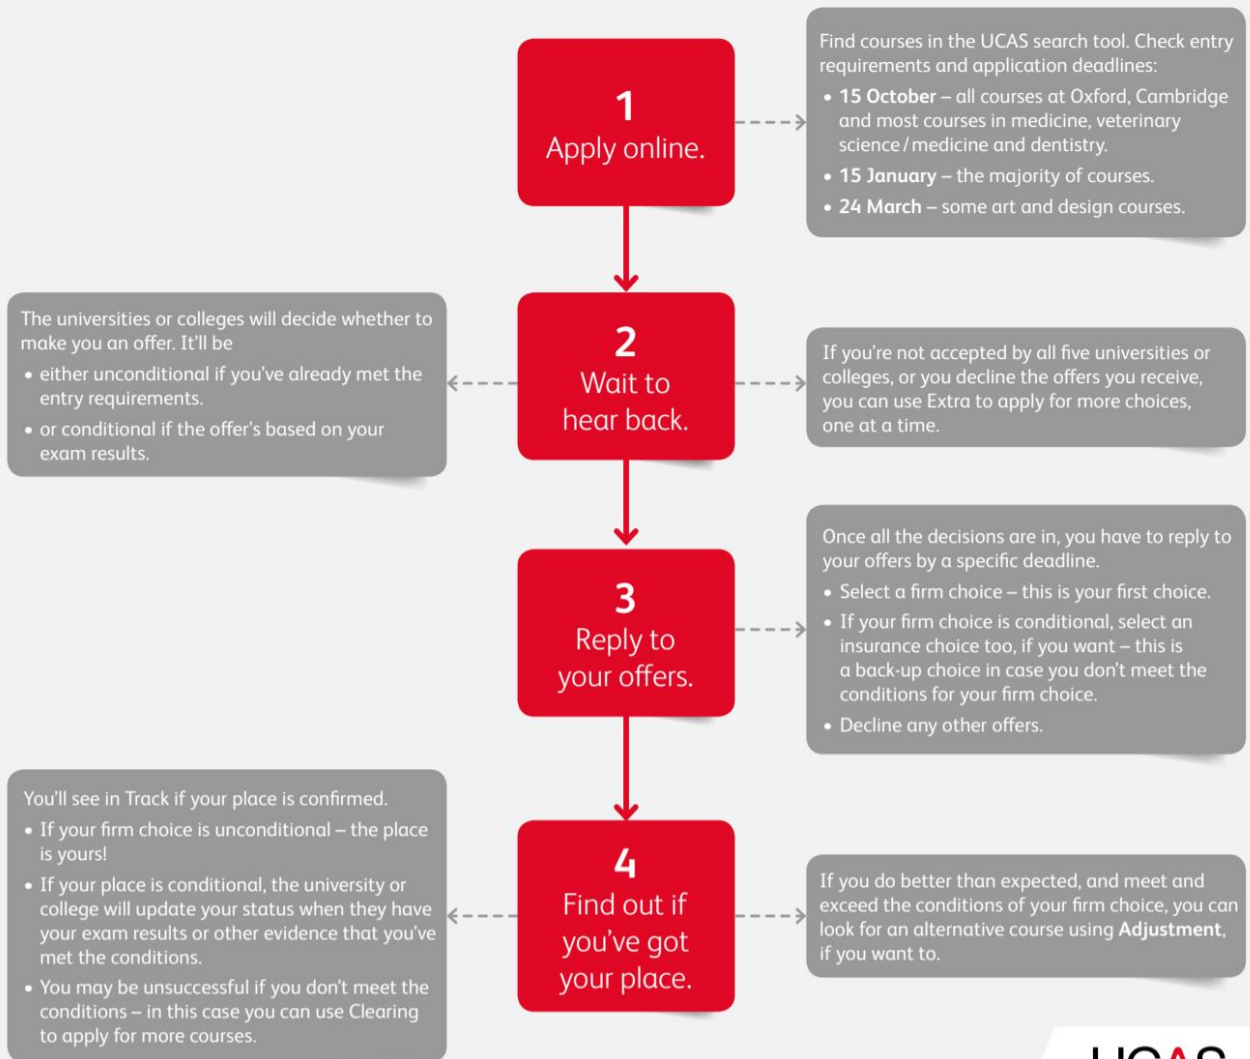 1
Apply online.
Find courses in the UCAS search tool. Check entry
requirements and application deadlines:
• 15 October – all courses at Oxford, Cambridge
and most courses in medicine, veterinary
science/medicine and dentistry.
• 15 January – the majority of courses.
• 24 March – some art and design courses.
The universities or colleges will decide whether to
make you an offer. It'll be
• either unconditional if you've already met the
entry requirements.
• or conditional if the offer's based on your
exam results.
2
Wait to
hear back.
If you're not accepted by all five universities or
colleges, or you decline the offers you receive,
you can use Extra to apply for more choices,
one at a time.
3
Reply to
your offers.
Once all the decisions are in, you have to reply to
your offers by a specific deadline.
• Select a firm choice – this is your first choice.
• If your firm choice is conditional, select an
insurance choice too, if you want – this is
a back-up choice in case you don't meet the
conditions for your firm choice.
• Decline any other offers.
You'll see in Track if your place is confirmed.
• If your firm choice is unconditional – the place
is yours!
• If your place is conditional, the university or
college will update your status when they have
your exam results or other evidence that you've
met the conditions.
• You may be unsuccessful if you don't meet the
conditions – in this case you can use Clearing
to apply for more courses.
4
Find out if
you've got
your place.
If you do better than expected, and meet and
exceed the conditions of your firm choice, you can
look for an alternative course using Adjustment,
if you want to.
UCAS